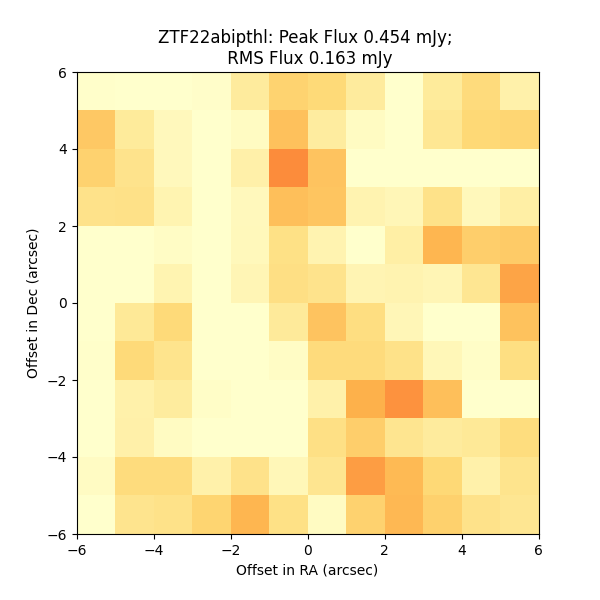 ZTF22abipthl: Peak Flux 0.454 mJy;
RMS Flux 0.163 mJy
6
4
2
0
−2
−4
−6
Offset in Dec (arcsec)
−6 −4 −2 0 2 4 6
Offset in RA (arcsec)